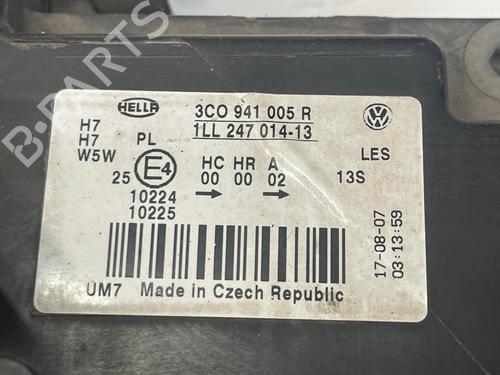 B-PARTS
HELLA
3C0 941 005 R
1LL 247 014-13
H7
H7
W5W
PL
25
E4
HC HR A
00 00 02
LES
13S
10224
10225
17-08-07
03:13:59
UM7 Made in Czech Republic